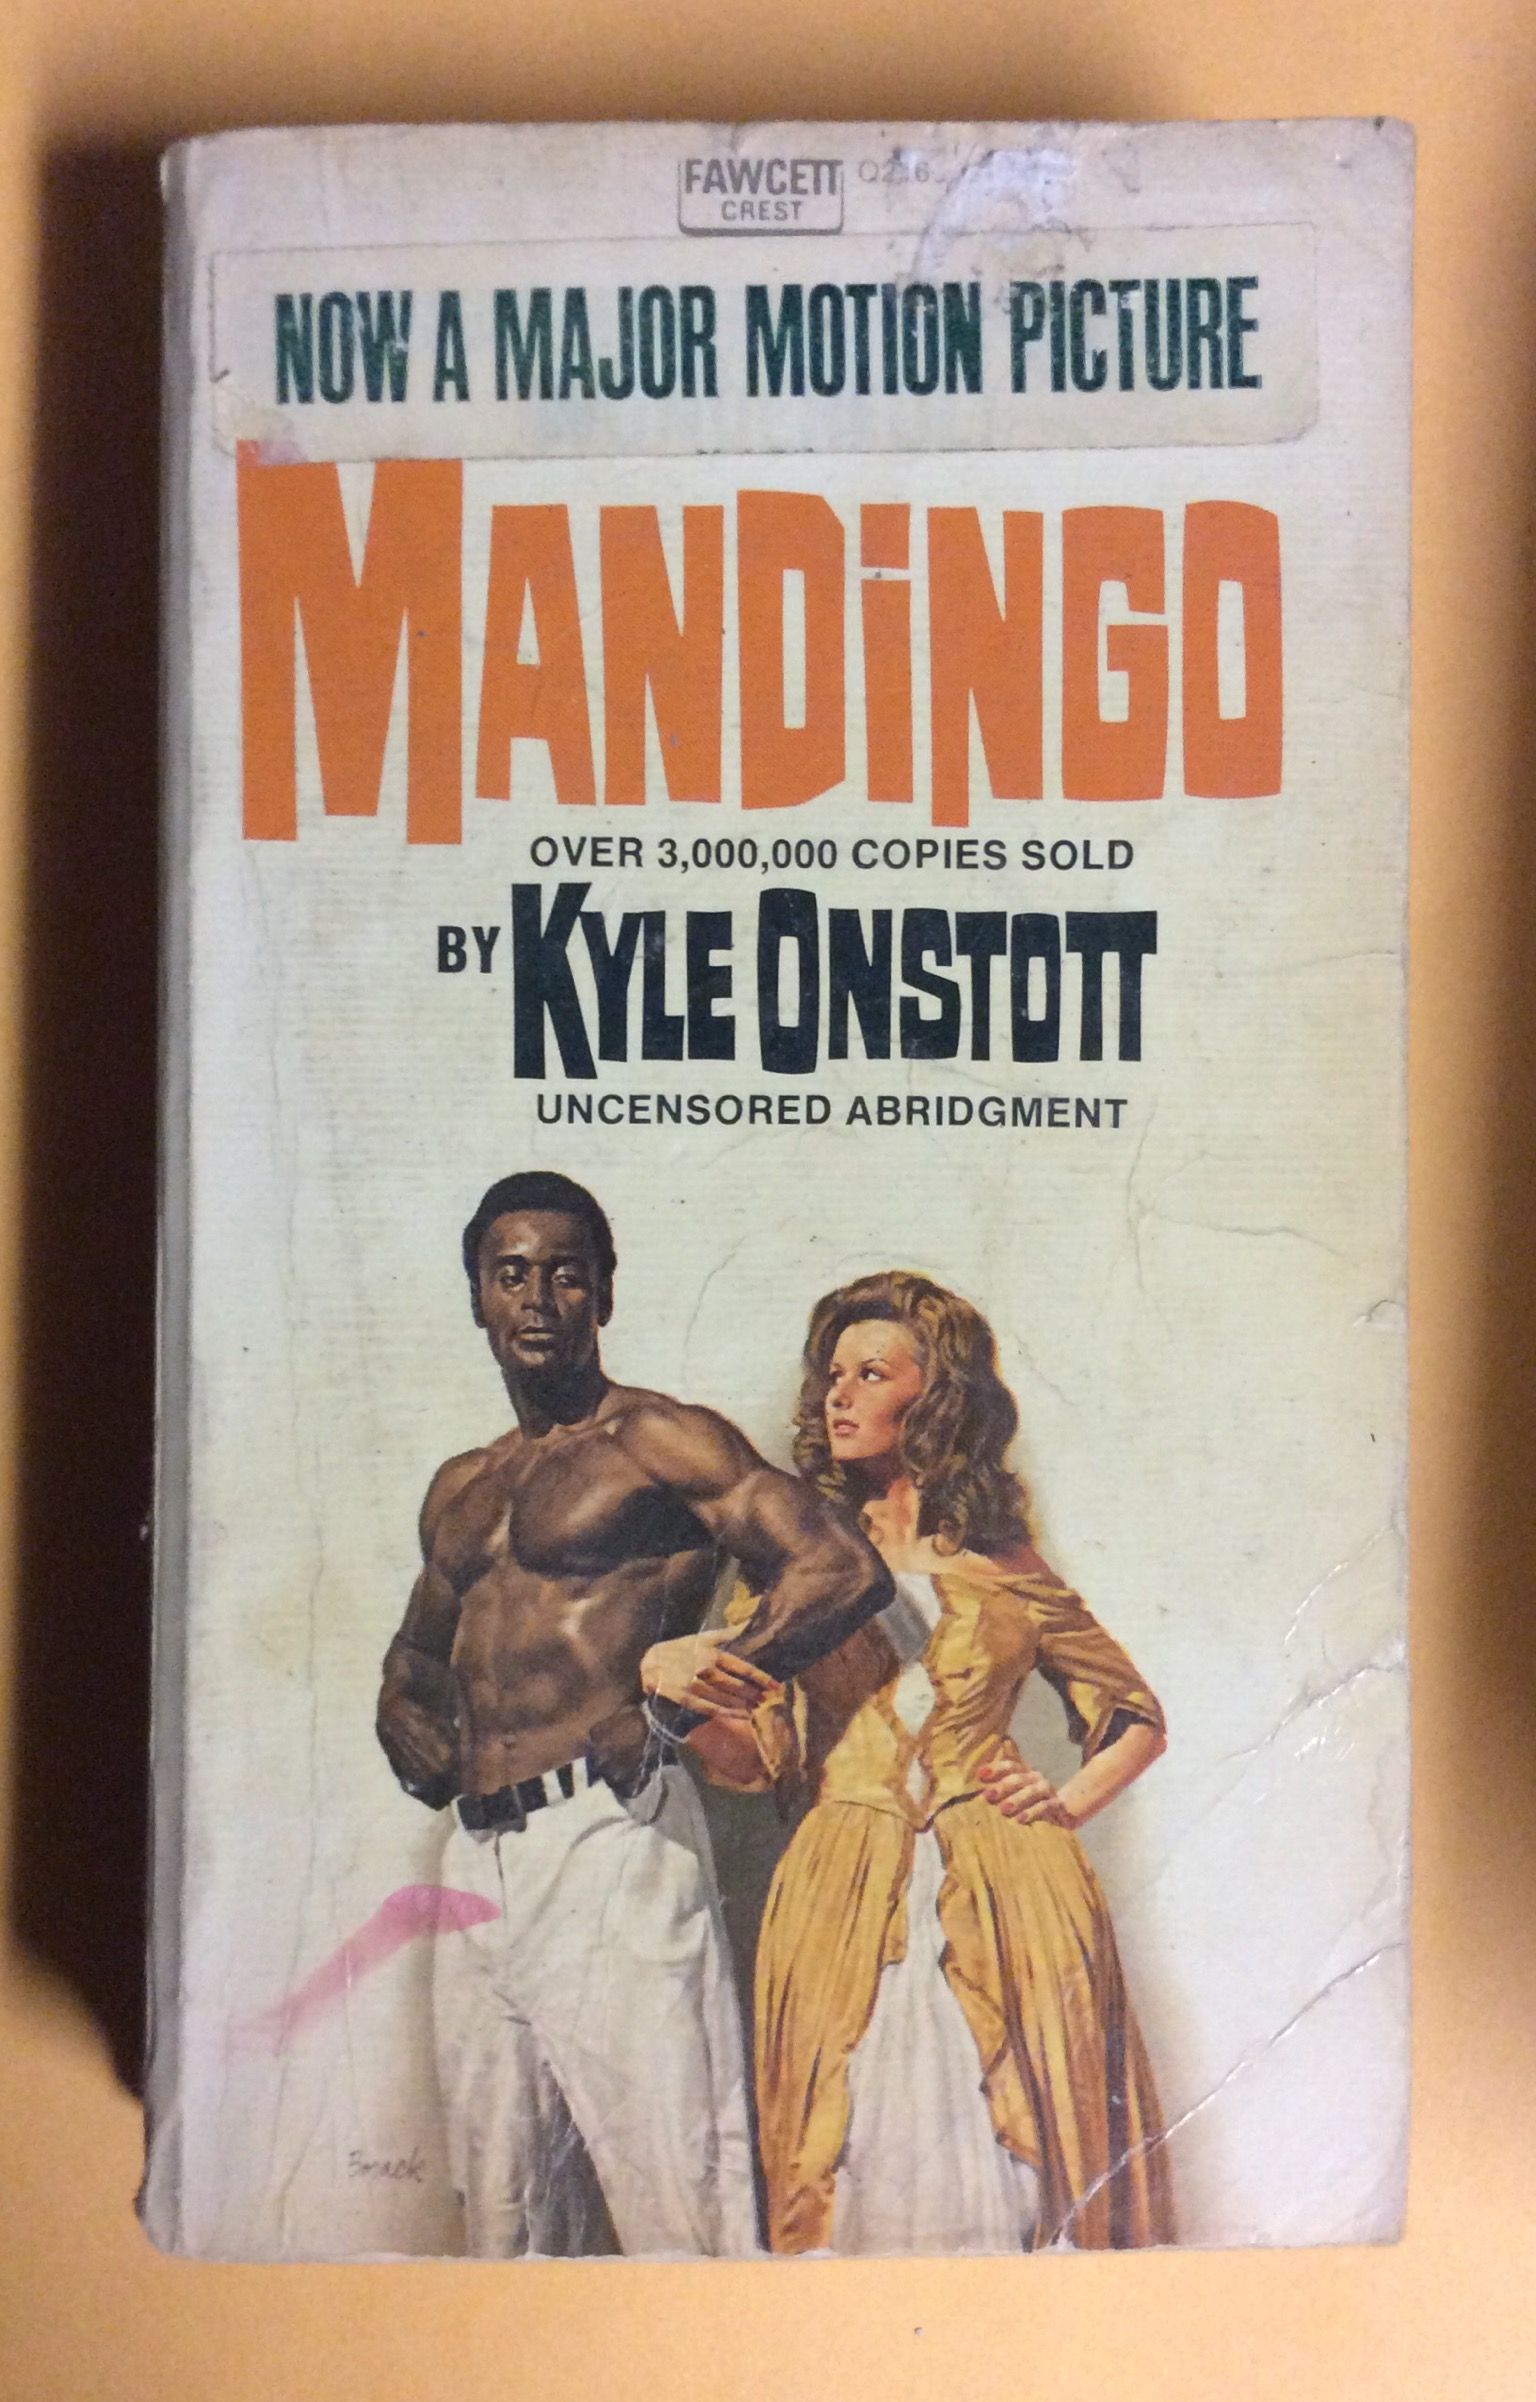 FAWCETT
CREST
NOW A MAJOR MOTION PICTURE
MANDiNGO
OVER 3,000,000 COPIES SOLD
BY KYLE ONSTOTT
UNCENSORED ABRIDGMENT